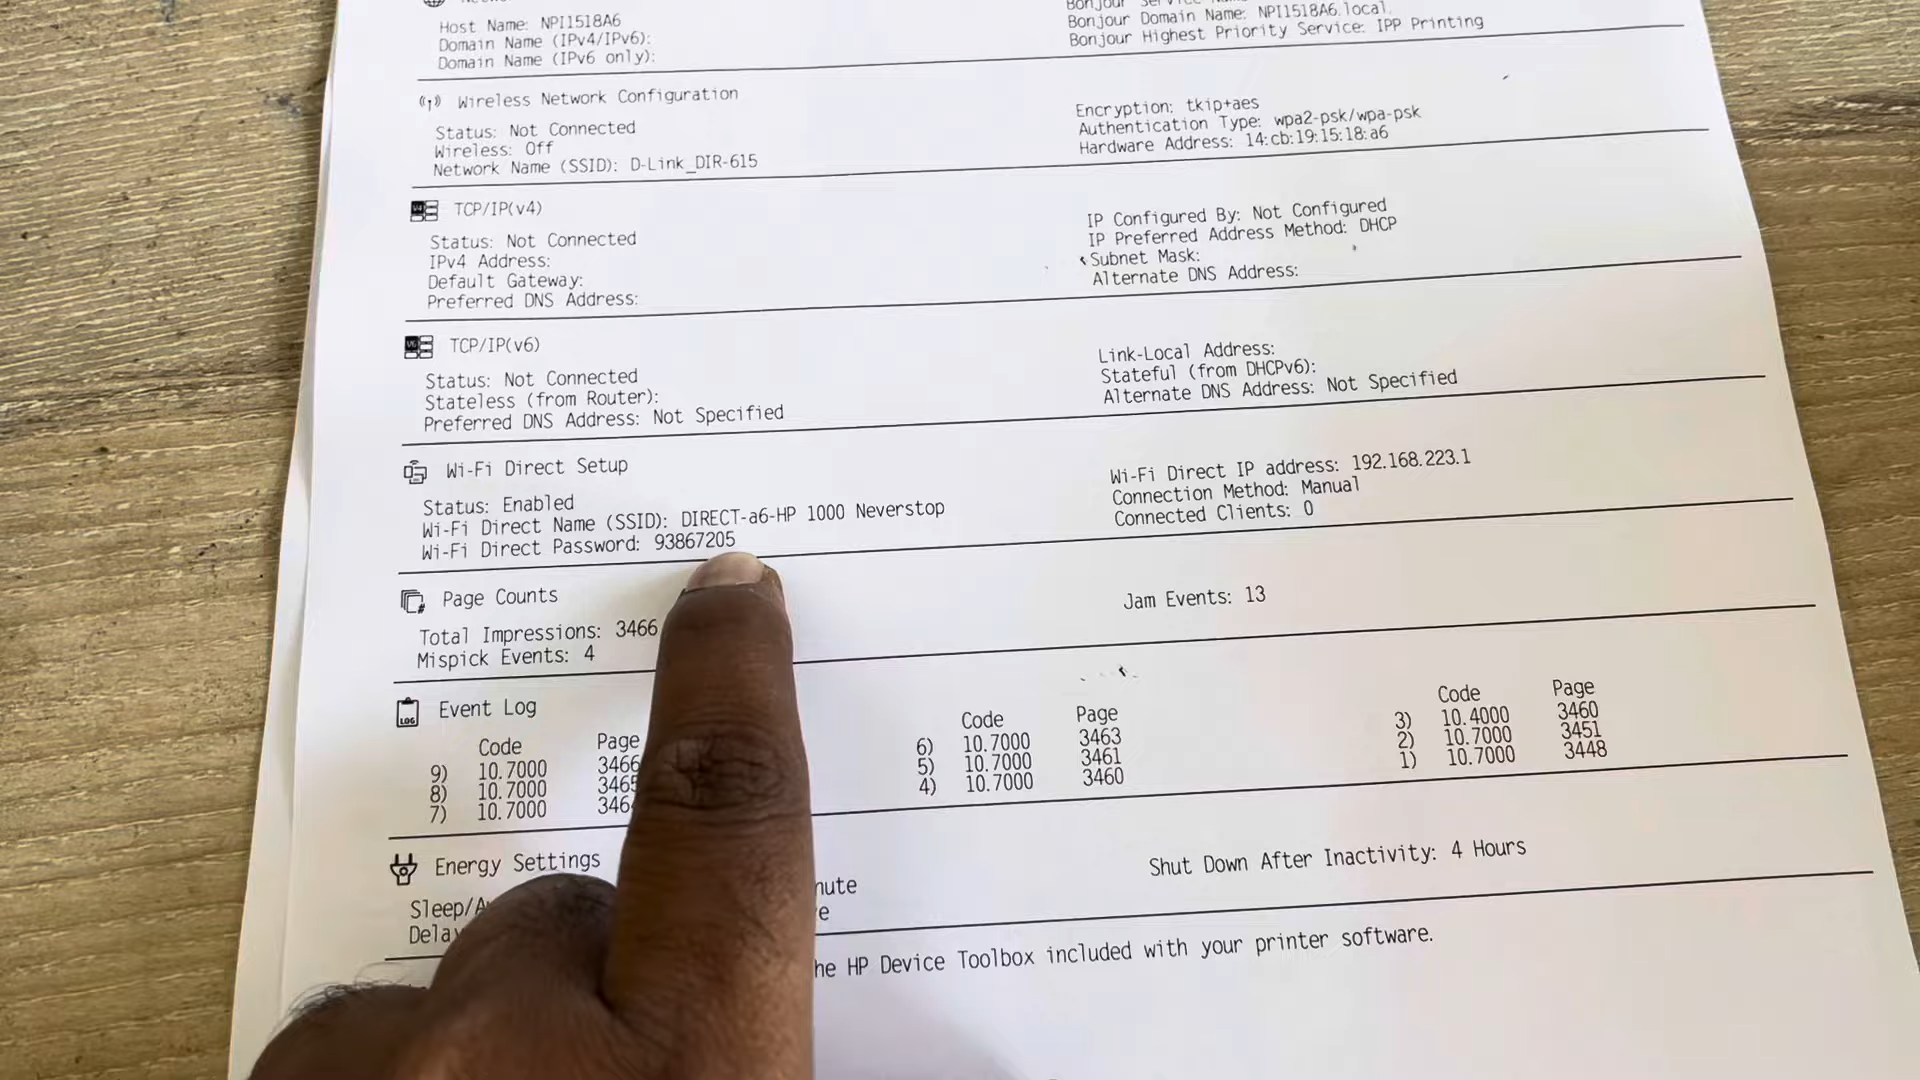 Host Name: NPI1518A6
Domain Name (IPv4/IPv6):
Domain Name (IPv6 only):
Bonjour Domain Name: NPI1518A6.local.
Bonjour Highest Priority Service: IPP Printing
Wireless Network Configuration
Status: Not Connected
Wireless: Off
Network Name (SSID): D-Link_DIR-615
Encryption: tkip+aes
Authentication Type: wpa2-psk/wpa-psk
Hardware Address: 14:cb:19:15:18:a6
V4 TCP/IP(v4)
Status: Not Connected
IPv4 Address:
Default Gateway:
Preferred DNS Address:
IP Configured By: Not Configured
IP Preferred Address Method: DHCP
Subnet Mask:
Alternate DNS Address:
V6 TCP/IP(v6)
Status: Not Connected
Stateless (from Router):
Preferred DNS Address: Not Specified
Link-Local Address:
Stateful (from DHCPv6):
Alternate DNS Address: Not Specified
Wi-Fi Direct Setup
Status: Enabled
Wi-Fi Direct Name (SSID): DIRECT-a6-HP 1000 Neverstop
Wi-Fi Direct Password: 93867205
Wi-Fi Direct IP address: 192.168.223.1
Connection Method: Manual
Connected Clients: 0
Page Counts
Total Impressions: 3466
Mispick Events: 4
Jam Events: 13
LOG Event Log
Code Page
9) 10.7000 3466
8) 10.7000 3465
7) 10.7000 346
Code Page
6) 10.7000 3463
5) 10.7000 3461
4) 10.7000 3460
Code Page
3) 10.4000 3460
2) 10.7000 3451
1) 10.7000 3448
Energy Settings
Sleep/A
Delay
nute
e
Shut Down After Inactivity: 4 Hours
he HP Device Toolbox included with your printer software.